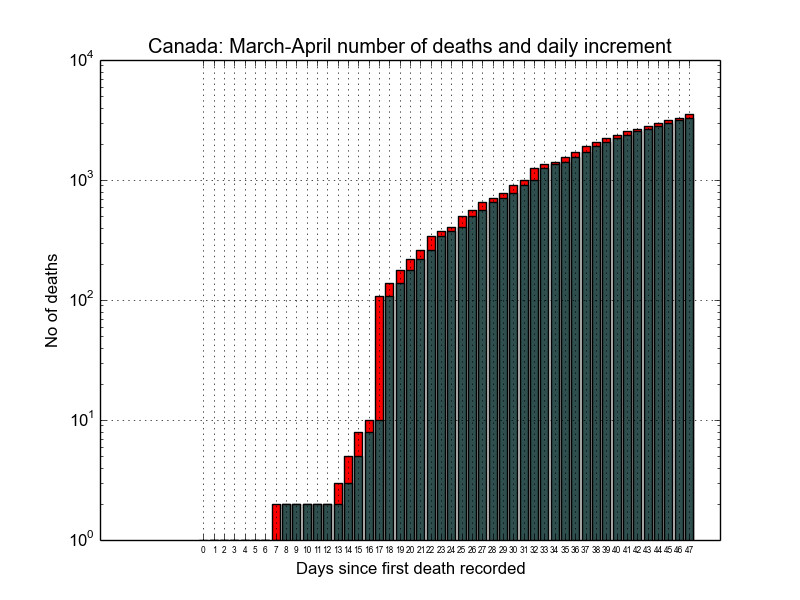 Canada: March-April number of deaths and daily increment
10^4
10^3
10^2
10^1
10^0
No of deaths
0 1 2 3 4 5 6 7 8 9 10 11 12 13 14 15 16 17 18 19 20 21 22 23 24 25 26 27 28 29 30 31 32 33 34 35 36 37 38 39 40 41 42 43 44 45 46 47
Days since first death recorded